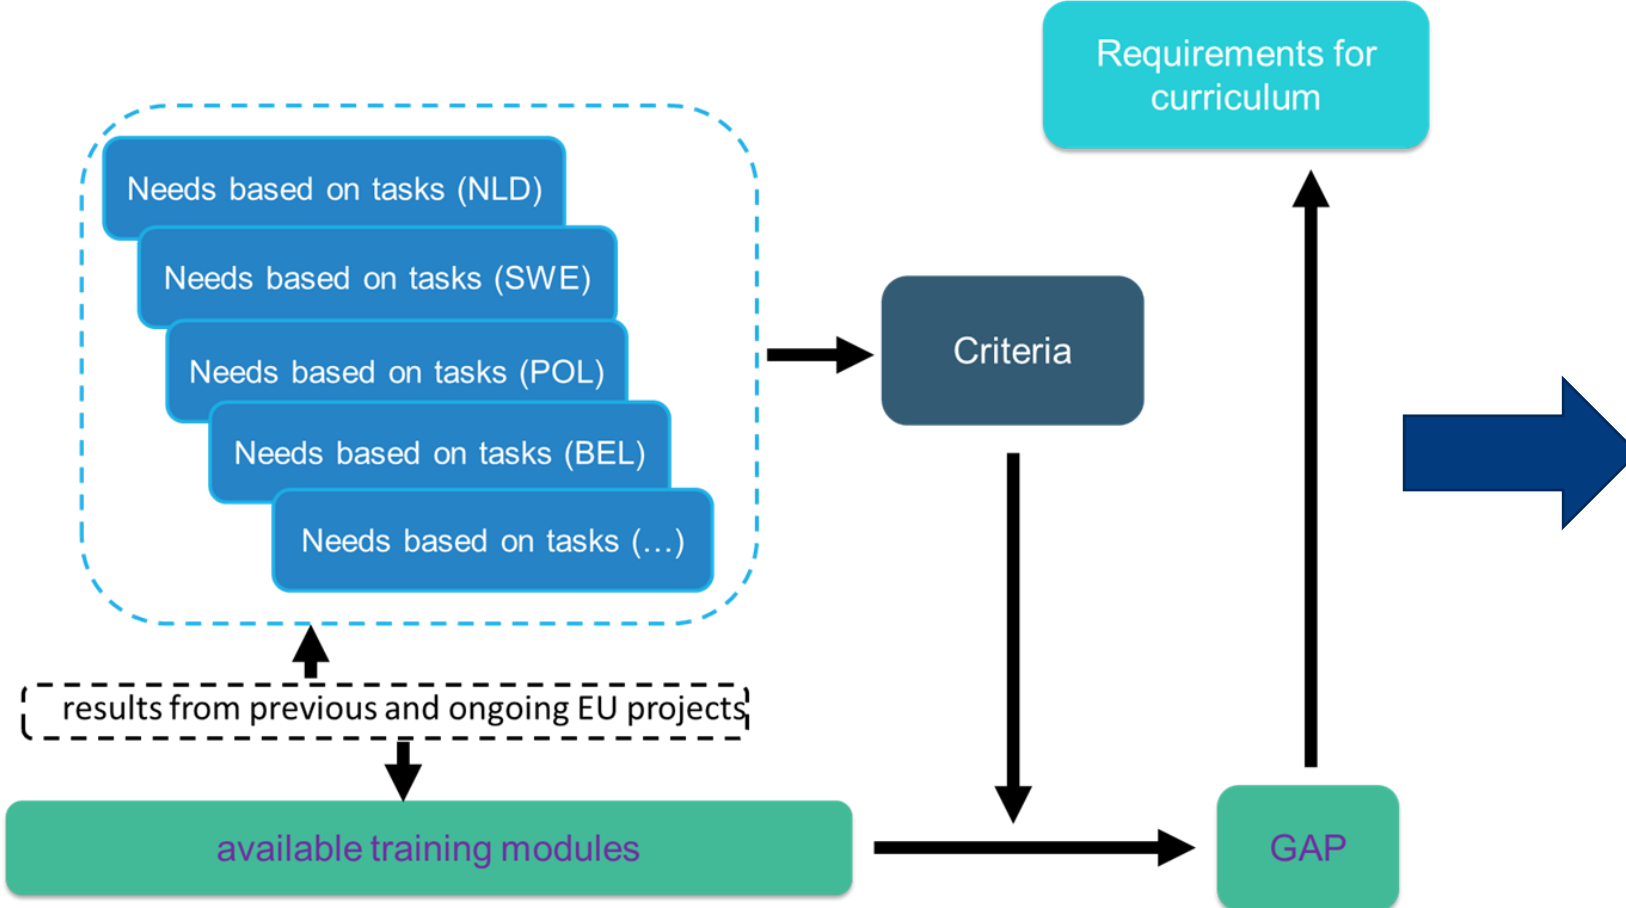 Requirements for
curriculum
Needs based on tasks (NLD)
Needs based on tasks (SWE)
Needs based on tasks (POL)
Needs based on tasks (BEL)
Needs based on tasks (…)
Criteria
results from previous and ongoing EU projects
available training modules
GAP